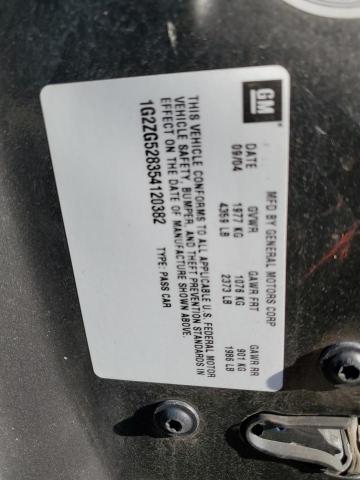 GM
MFD BY GENERAL MOTORS CORP
DATE GVWR GAWR FRT GAWR RR
09/04 1977 KG 1076 KG 901 KG
4359 LB 2373 LB 1986 LB
THIS VEHICLE CONFORMS TO ALL APPLICABLE U.S. FEDERAL MOTOR
VEHICLE SAFETY, BUMPER, AND THEFT PREVENTION STANDARDS IN
EFFECT ON THE DATE OF MANUFACTURE SHOWN ABOVE.
1G2ZG528354120382 TYPE: PASS CAR